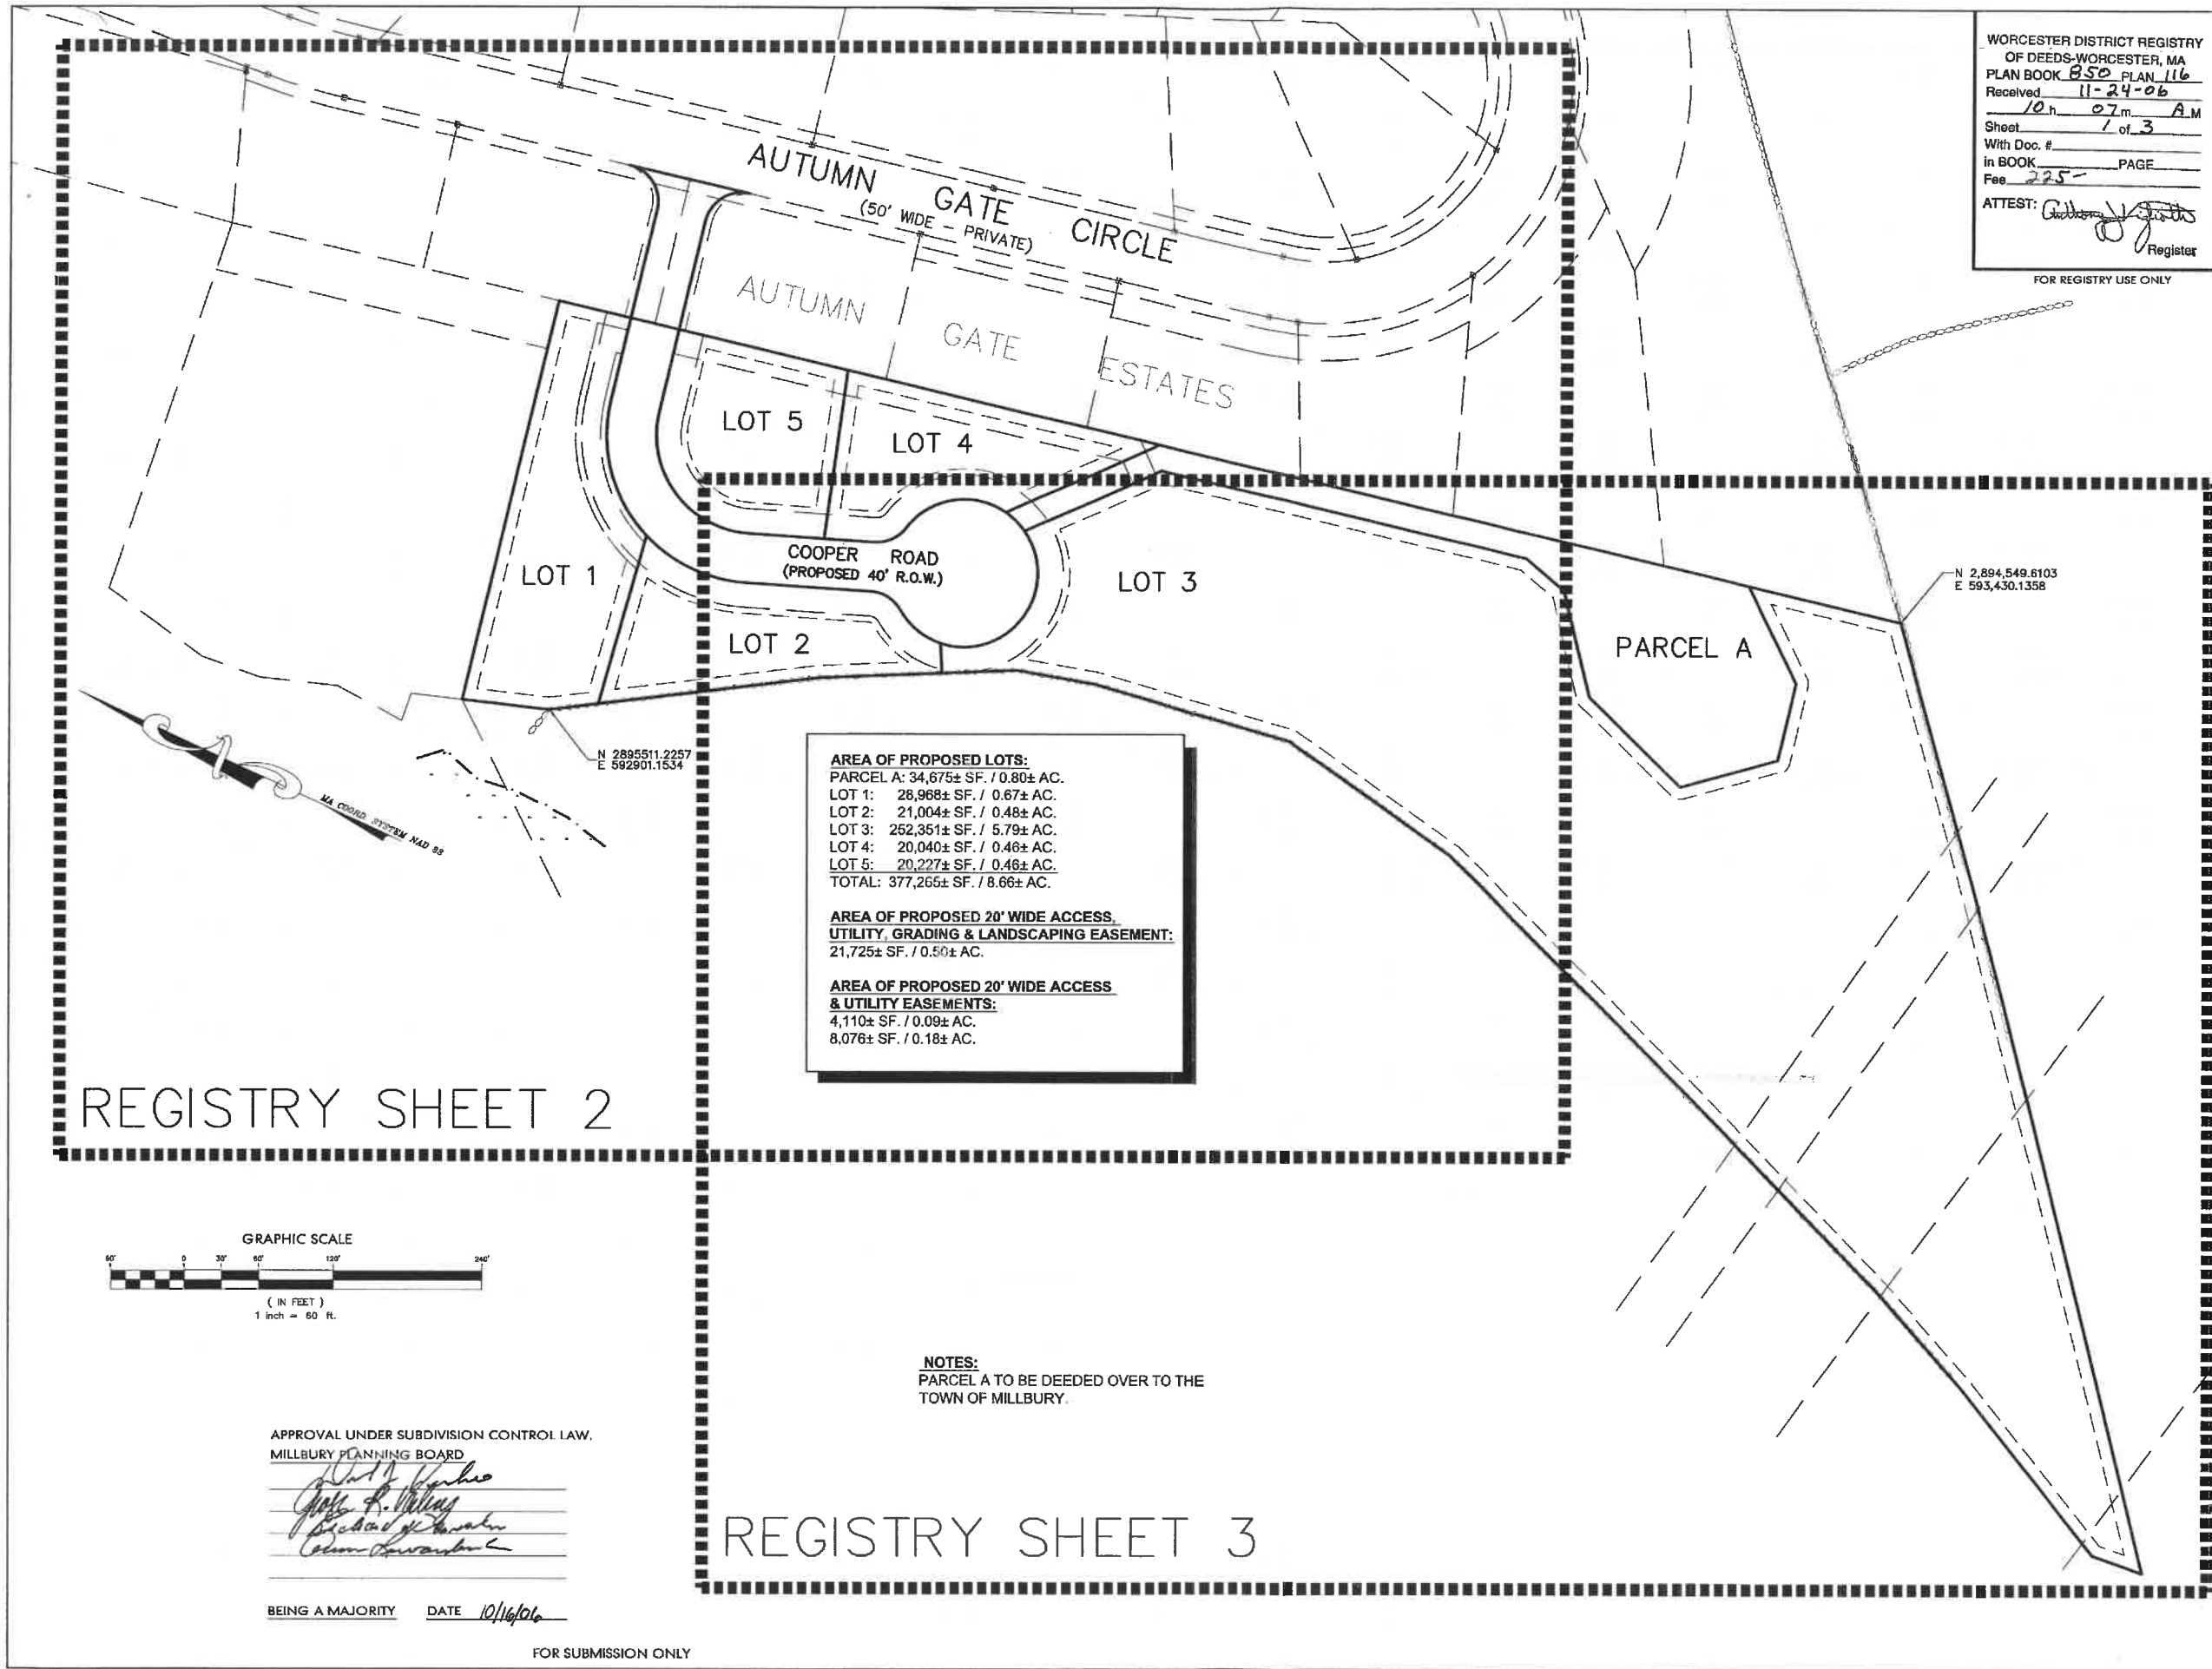 WORCESTER DISTRICT REGISTRY
OF DEEDS-WORCESTER, MA
PLAN BOOK 850 PLAN 116
Received 11-24-06
10 h 07 m A M
Sheet 1 of 3
With Doc. #
in BOOK PAGE
Fee 225-
ATTEST:
Register
FOR REGISTRY USE ONLY
AUTUMN GATE CIRCLE
(50' WIDE - PRIVATE)
AUTUMN GATE ESTATES
LOT 5
LOT 4
COOPER ROAD
(PROPOSED 40' R.O.W.)
LOT 1
LOT 3
LOT 2
PARCEL A
N 2,894,549.6103
E 593,430.1358
N 2895511.2257
E 592901.1534
MA COORD. SYSTEM NAD 83
AREA OF PROPOSED LOTS:
PARCEL A: 34,675± SF. / 0.80± AC.
LOT 1: 28,968± SF. / 0.67± AC.
LOT 2: 21,004± SF. / 0.48± AC.
LOT 3: 252,351± SF. / 5.79± AC.
LOT 4: 20,040± SF. / 0.46± AC.
LOT 5: 20,227± SF. / 0.46± AC.
TOTAL: 377,265± SF. / 8.66± AC.
AREA OF PROPOSED 20' WIDE ACCESS,
UTILITY, GRADING & LANDSCAPING EASEMENT:
21,725± SF. / 0.50± AC.
AREA OF PROPOSED 20' WIDE ACCESS
& UTILITY EASEMENTS:
4,110± SF. / 0.09± AC.
8,076± SF. / 0.18± AC.
REGISTRY SHEET 2
GRAPHIC SCALE
60' 0 30' 60' 120' 240'
( IN FEET )
1 inch = 60 ft.
NOTES:
PARCEL A TO BE DEEDED OVER TO THE
TOWN OF MILLBURY.
APPROVAL UNDER SUBDIVISION CONTROL LAW.
MILLBURY PLANNING BOARD
BEING A MAJORITY DATE 10/16/06
REGISTRY SHEET 3
FOR SUBMISSION ONLY